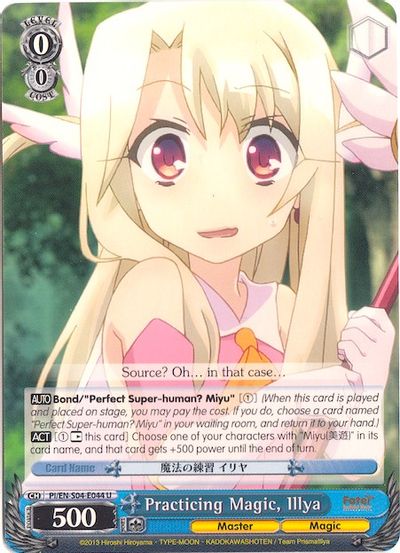 LEVEL
0
0
COST
Source? Oh... in that case...
AUTO Bond/"Perfect Super-human? Miyu" [①] (When this card is played
and placed on stage, you may pay the cost. If you do, choose a card named
"Perfect Super-human? Miyu" in your waiting room, and return it to your hand.)
ACT [① ] Choose one of your characters with "Miyu[美遊]" in its
card name, and that card gets +500 power until end of turn.
Card Name 魔法の練習 イリヤ
CH PI/EN-S04-E044 U
500
Practicing Magic, Illya
Fate
Master Magic
©2013 Hiroshi Hiroyama · TYPE-MOON · KADOKAWASHOTEN / Team PrismaIllya